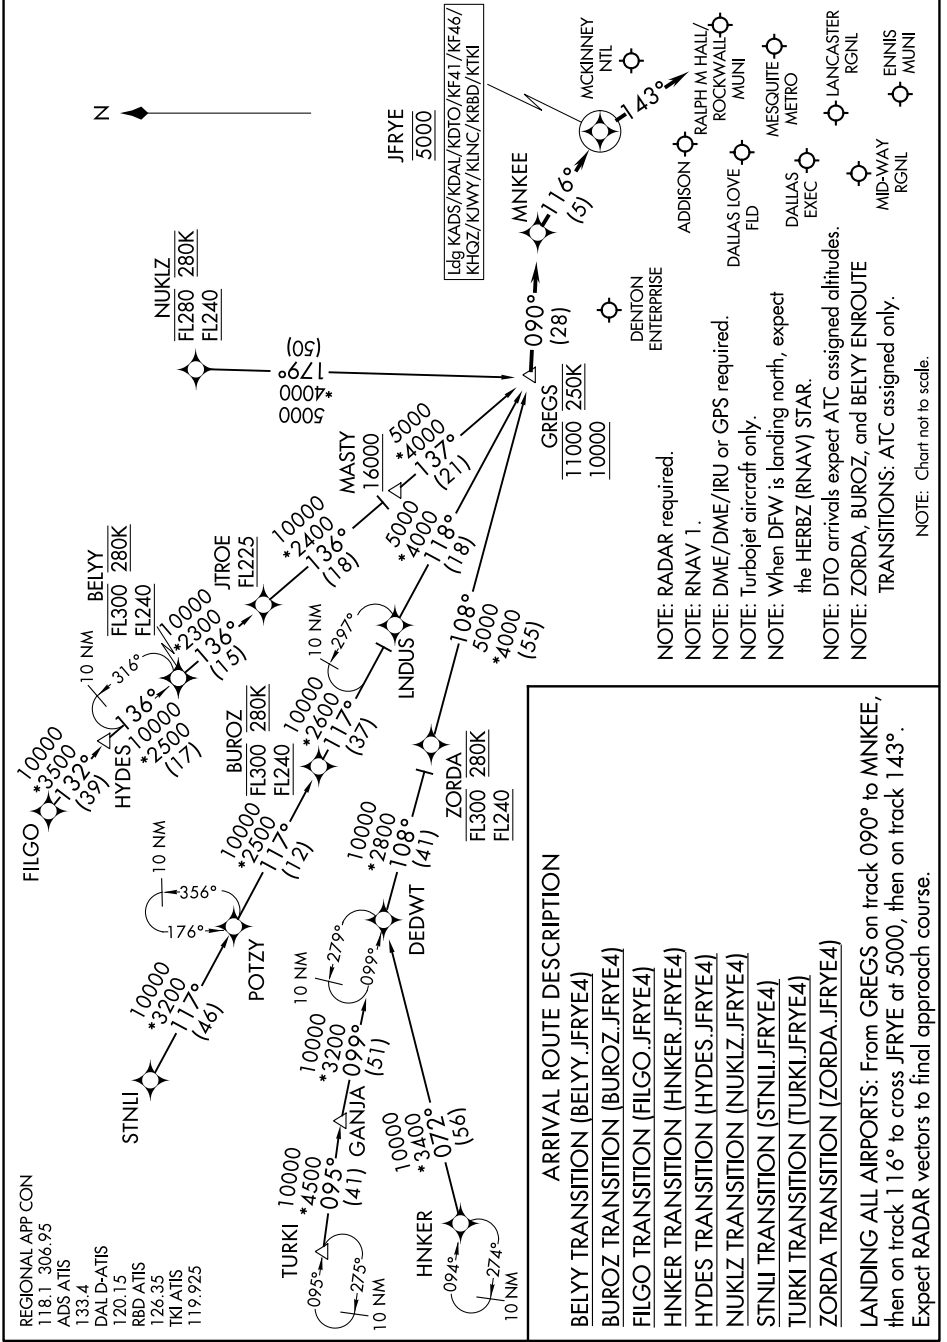 REGIONAL APP CON
118.1 306.95
ADS ATIS
133.4
DAL D-ATIS
120.15
RBD ATIS
126.35
TKI ATIS
119.925
N
JFRYE
5000
Ldg KADS/KDAL/KDTO/KF41/KF46/
KHQZ/KJWY/KLNC/KRBD/KTKI
NUKLZ
FL280 280K
FL240
5000
*4000
179°
(50)
FILGO
10000
*3500
132°
(39)
HYDES
136°
10000
*2500
(17)
10 NM
316°
BELYY
FL300 280K
FL240
10000
*2300
136°
(15)
JTROE
FL225
10000
*2400
136°
(18)
MASTY
16000
5000
*4000
137°
(21)
STNLI
10000
*3200
117°
(46)
POTZY
176°
356°
10 NM
10000
*2500
117°
(12)
BUROZ
FL300 280K
FL240
10000
*2600
117°
(37)
10 NM
297°
LNDUS
5000
*4000
118°
(18)
TURKI
095°
275°
10 NM
10000
*4500
095°
(41)
GANJA
10000
*3200
099°
(51)
10 NM
279°
099°
DEDWT
HNKER
094°
274°
10 NM
10000
*3400
072°
(56)
10000
*2800
108°
(41)
ZORDA
FL300 280K
FL240
108°
5000
*4000
(55)
GREGS
11000 250K
10000
090°
(28)
MNKEE
116°
(5)
143°
DENTON
ENTERPRISE
MCKINNEY
NTL
ADDISON
RALPH M HALL/
ROCKWALL
MUNI
DALLAS LOVE
FLD
MESQUITE
METRO
DALLAS
EXEC
LANCASTER
RGNL
MID-WAY
RGNL
ENNIS
MUNI
NOTE: RADAR required.
NOTE: RNAV 1.
NOTE: DME/DME/IRU or GPS required.
NOTE: Turbojet aircraft only.
NOTE: When DFW is landing north, expect
the HERBZ (RNAV) STAR.
NOTE: DTO arrivals expect ATC assigned altitudes.
NOTE: ZORDA, BUROZ, and BELYY ENROUTE
TRANSITIONS: ATC assigned only.
NOTE: Chart not to scale.
ARRIVAL ROUTE DESCRIPTION
BELYY TRANSITION (BELYY.JFRYE4)
BUROZ TRANSITION (BUROZ.JFRYE4)
FILGO TRANSITION (FILGO.JFRYE4)
HNKER TRANSITION (HNKER.JFRYE4)
HYDES TRANSITION (HYDES.JFRYE4)
NUKLZ TRANSITION (NUKLZ.JFRYE4)
STNLI TRANSITION (STNLI.JFRYE4)
TURKI TRANSITION (TURKI.JFRYE4)
ZORDA TRANSITION (ZORDA.JFRYE4)
LANDING ALL AIRPORTS: From GREGS on track 090° to MNKEE,
then on track 116° to cross JFRYE at 5000, then on track 143°.
Expect RADAR vectors to final approach course.